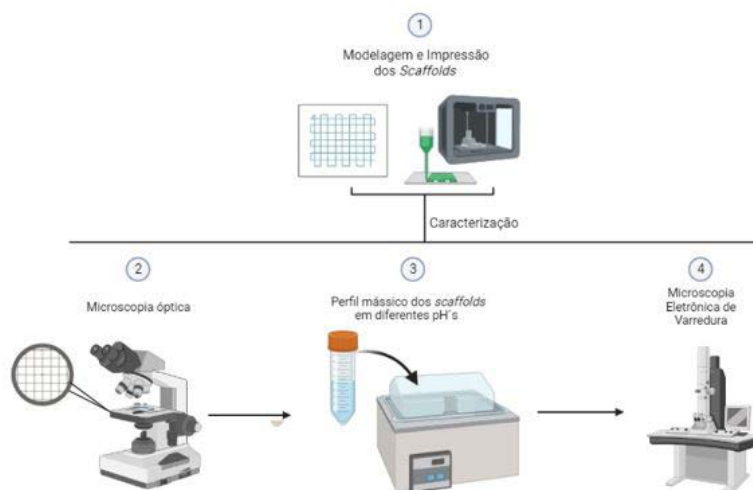 1
Modelagem e Impressão
dos Scaffolds
Caracterização
2
Microscopia óptica
3
Perfil mássico dos scaffolds
em diferentes pH´s
4
Microscopia
Eletrônica de
Varredura